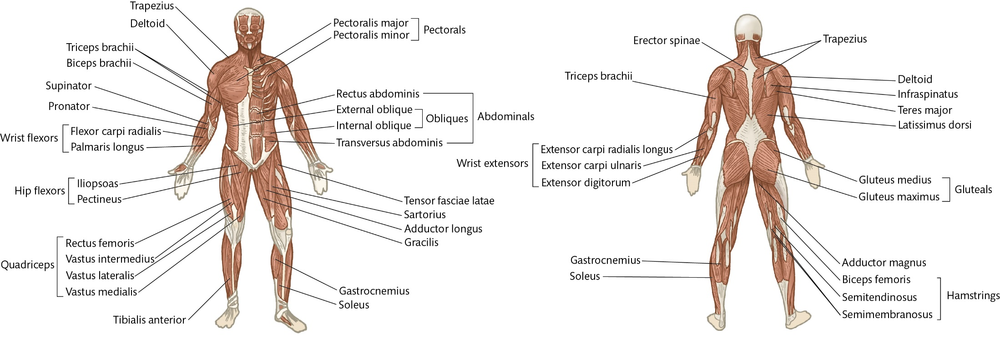 Trapezius
Deltoid
Triceps brachii
Biceps brachii
Supinator
Pronator
Wrist flexors
Flexor carpi radialis
Palmaris longus
Hip flexors
Iliopsoas
Pectineus
Quadriceps
Rectus femoris
Vastus intermedius
Vastus lateralis
Vastus medialis
Tibialis anterior
Pectoralis major
Pectoralis minor
Pectorals
Rectus abdominis
External oblique
Internal oblique
Obliques
Transversus abdominis
Abdominals
Tensor fasciae latae
Sartorius
Adductor longus
Gracilis
Gastrocnemius
Soleus
Erector spinae
Triceps brachii
Wrist extensors
Extensor carpi radialis longus
Extensor carpi ulnaris
Extensor digitorum
Gastrocnemius
Soleus
Trapezius
Deltoid
Infraspinatus
Teres major
Latissimus dorsi
Gluteus medius
Gluteus maximus
Gluteals
Adductor magnus
Biceps femoris
Semitendinosus
Semimembranosus
Hamstrings